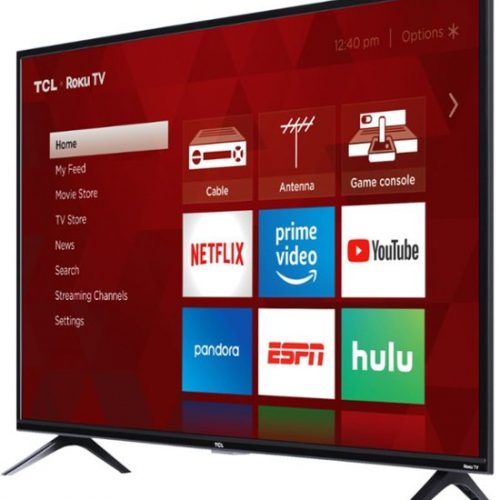 12:40 pm | Options
TCL Roku TV
Home
My Feed
Movie Store
TV Store
News
Search
Streaming Channels
Settings
Cable
Antenna
Game console
NETFLIX
prime video
YouTube
pandora
ESPN
hulu
TCL
Roku TV